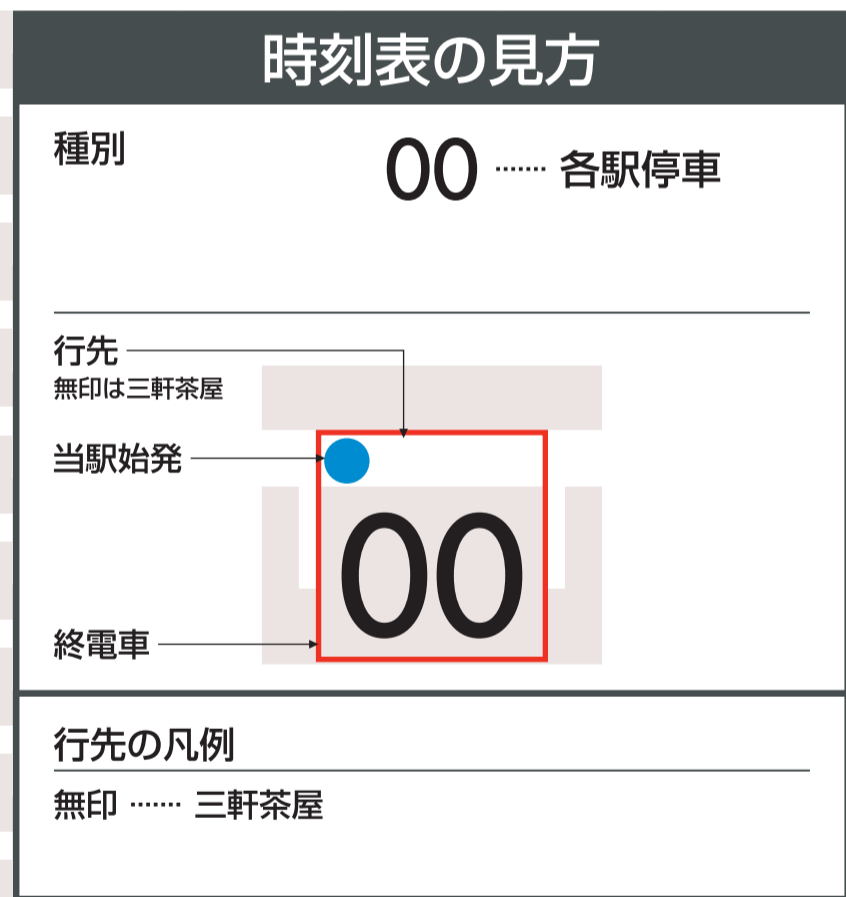 時刻表の見方
種別
00 ……… 各駅停車
行先
無印は三軒茶屋
当駅始発
00
終電車
行先の凡例
無印 ……… 三軒茶屋